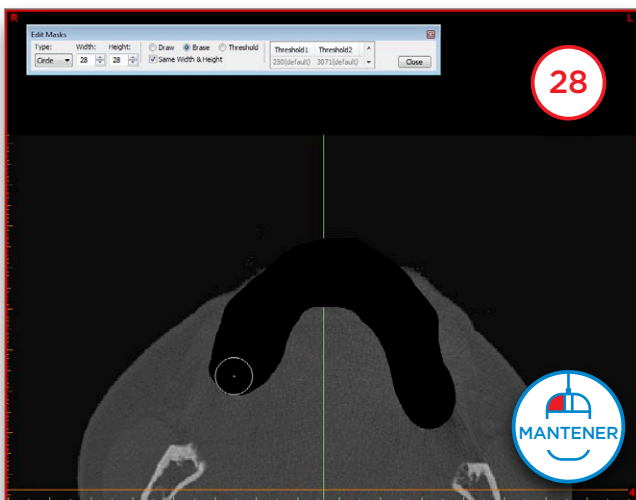 R
L
Edit Masks
Type: Width: Height: Draw Erase Threshold Threshold1 Threshold2
Circle 28 28 Same Width & Height 250(default) 3071(default) Close
28
MANTENER